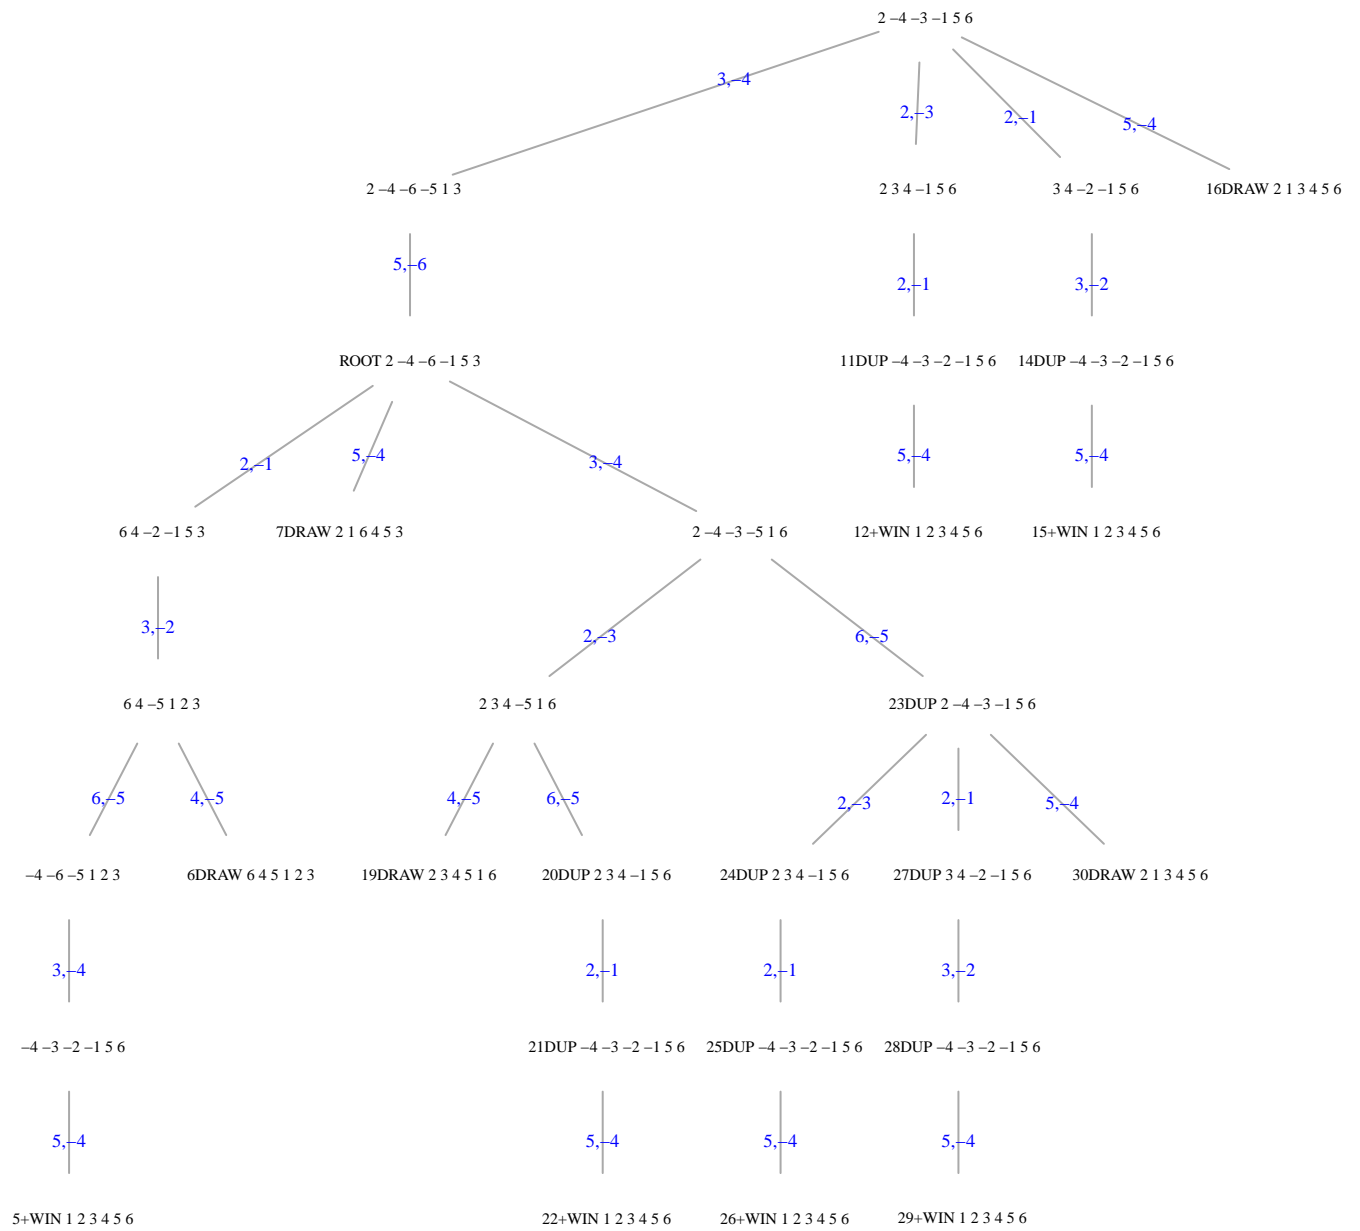 2 –4 –3 –1 5 6
3,–4
2,–3
2,–1
5,–4
2 –4 –6 –5 1 3
2 3 4 –1 5 6
3 4 –2 –1 5 6
16DRAW 2 1 3 4 5 6
5,–6
2,–1
3,–2
ROOT 2 –4 –6 –1 5 3
11DUP –4 –3 –2 –1 5 6
14DUP –4 –3 –2 –1 5 6
2,–1
5,–4
3,–4
5,–4
5,–4
6 4 –2 –1 5 3
7DRAW 2 1 6 4 5 3
2 –4 –3 –5 1 6
12+WIN 1 2 3 4 5 6
15+WIN 1 2 3 4 5 6
3,–2
2,–3
6,–5
6 4 –5 1 2 3
2 3 4 –5 1 6
23DUP 2 –4 –3 –1 5 6
6,–5
4,–5
4,–5
6,–5
2,–3
2,–1
5,–4
–4 –6 –5 1 2 3
6DRAW 6 4 5 1 2 3
19DRAW 2 3 4 5 1 6
20DUP 2 3 4 –1 5 6
24DUP 2 3 4 –1 5 6
27DUP 3 4 –2 –1 5 6
30DRAW 2 1 3 4 5 6
3,–4
2,–1
2,–1
3,–2
–4 –3 –2 –1 5 6
21DUP –4 –3 –2 –1 5 6
25DUP –4 –3 –2 –1 5 6
28DUP –4 –3 –2 –1 5 6
5,–4
5,–4
5,–4
5,–4
5+WIN 1 2 3 4 5 6
22+WIN 1 2 3 4 5 6
26+WIN 1 2 3 4 5 6
29+WIN 1 2 3 4 5 6